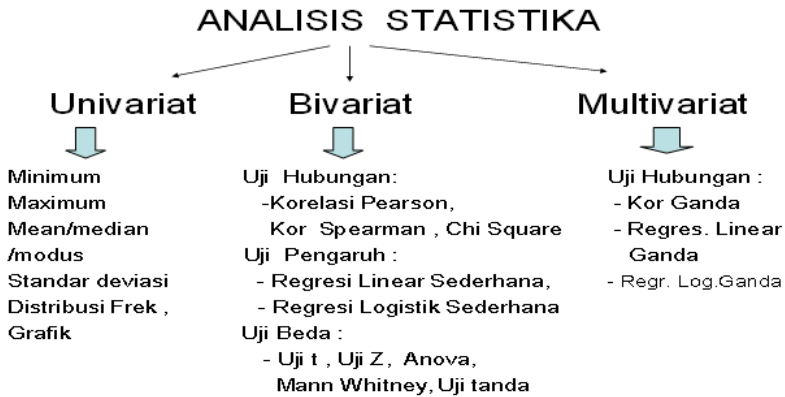 ANALISIS STATISTIKA
Univariat
Minimum
Maximum
Mean/median
/modus
Standar deviasi
Distribusi Frek ,
Grafik
Bivariat
Uji Hubungan:
-Korelasi Pearson,
Kor Spearman , Chi Square
Uji Pengaruh :
- Regresi Linear Sederhana,
- Regresi Logistik Sederhana
Uji Beda :
- Uji t , Uji Z, Anova,
Mann Whitney, Uji tanda
Multivariat
Uji Hubungan :
- Kor Ganda
- Regres. Linear
Ganda
- Regr. Log.Ganda